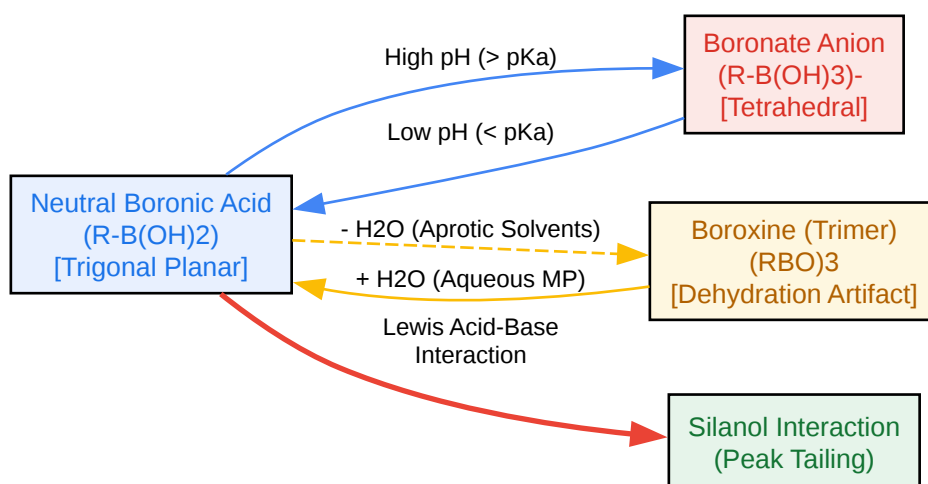 High pH (> pKa)
Boronate Anion
(R-B(OH)3)-
[Tetrahedral]
Low pH (< pKa)
Neutral Boronic Acid
(R-B(OH)2)
[Trigonal Planar]
- H2O (Aprotic Solvents)
+ H2O (Aqueous MP)
Boroxine (Trimer)
(RBO)3
[Dehydration Artifact]
Lewis Acid-Base
Interaction
Silanol Interaction
(Peak Tailing)